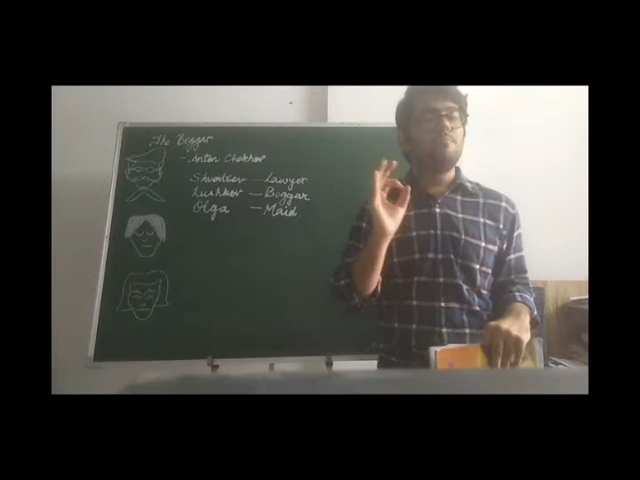 The Beggar
- Anton Chekhov
Skvortsov — Lawyer
Lushkov — Beggar
Olga — Maid